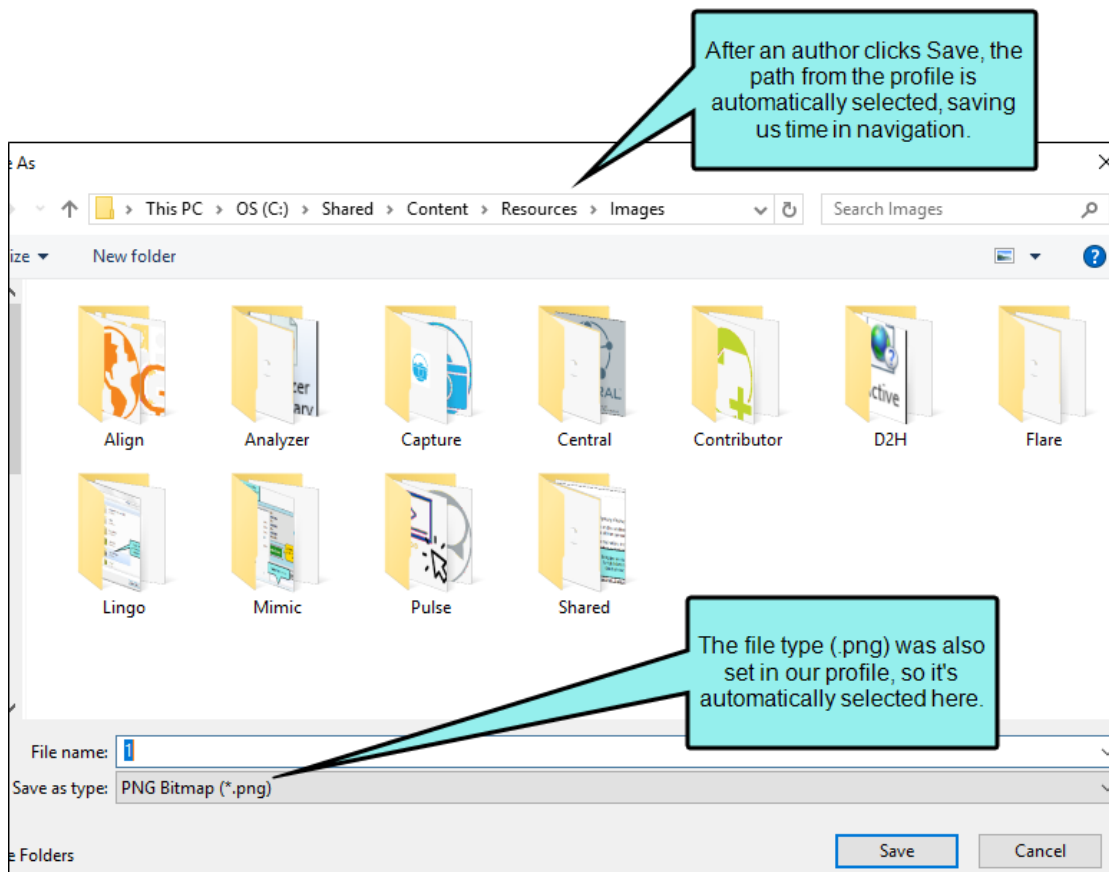 After an author clicks Save, the
path from the profile is
automatically selected, saving
us time in navigation.
As
This PC > OS (C:) > Shared > Content > Resources > Images
Search Images
New folder
Align Analyzer Capture Central Contributor D2H Flare
Lingo Mimic Pulse Shared
The file type (.png) was also
set in our profile, so it's
automatically selected here.
File name: 1
Save as type: PNG Bitmap (*.png)
Folders
Save Cancel